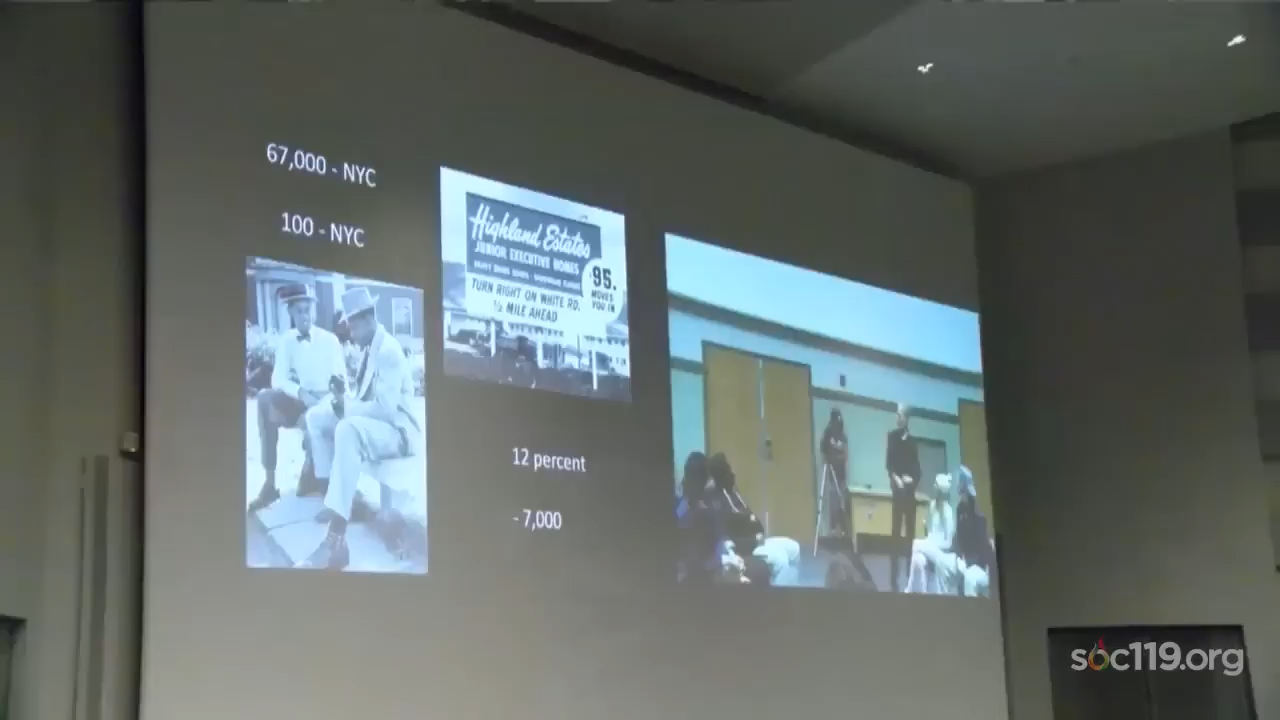 67,000 - NYC
100 - NYC
Highland Estates
JUNIOR EXECUTIVE HOMES
TURN RIGHT ON WHITE RD.
½ MILE AHEAD
95.
MOVES
YOU IN
12 percent
- 7,000
soc119.org